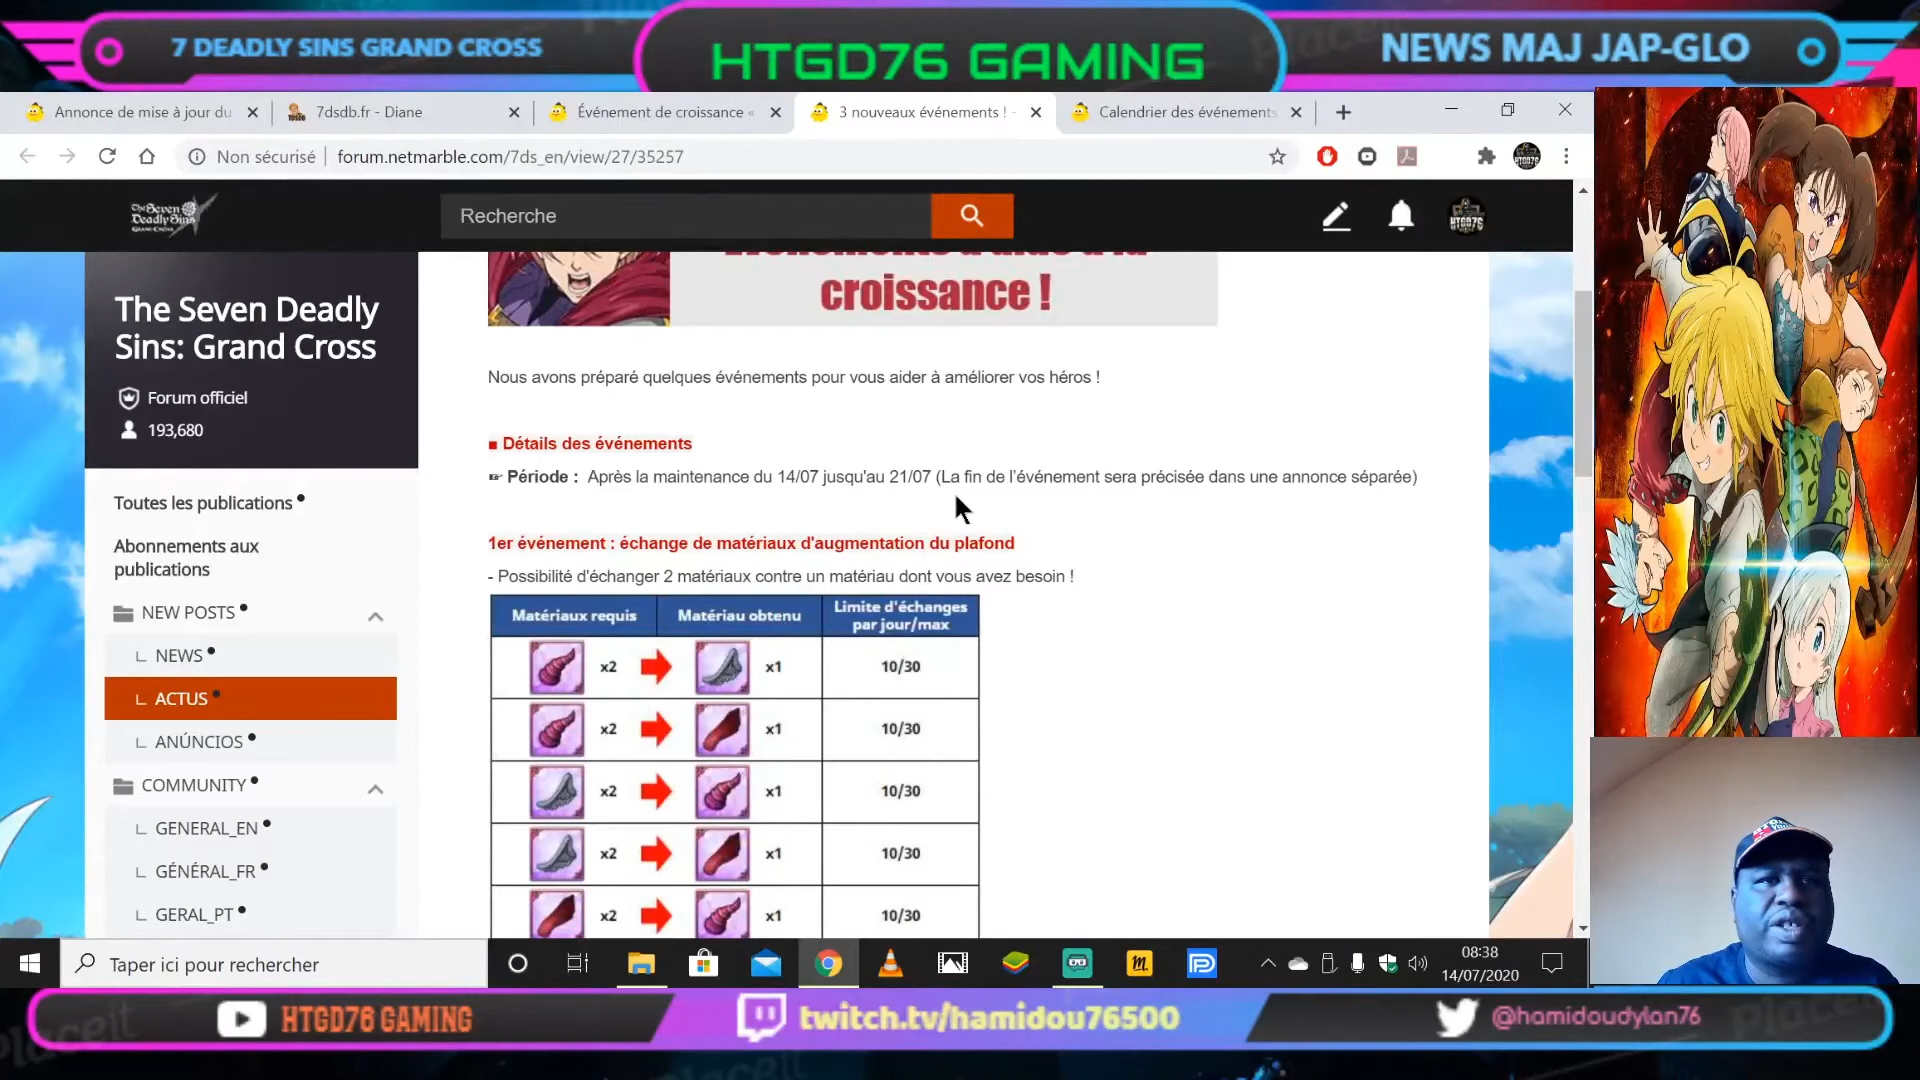 7 DEADLY SINS GRAND CROSS
HTGD76 GAMING
NEWS MAJ JAP-GLO
Annonce de mise à jour du
7dsdb.fr - Diane
Événement de croissance «
3 nouveaux événements ! -
Calendrier des événements
Non sécurisé
forum.netmarble.com/7ds_en/view/27/35257
The Seven Deadly Sins
GRAND CROSS
Recherche
HTGD76
The Seven Deadly
Sins: Grand Cross
Forum officiel
193,680
Toutes les publications
Abonnements aux
publications
NEW POSTS
NEWS
ACTUS
ANÚNCIOS
COMMUNITY
GENERAL_EN
GÉNÉRAL_FR
GERAL_PT
croissance !
Nous avons préparé quelques événements pour vous aider à améliorer vos héros !
■ Détails des événements
☞ Période : Après la maintenance du 14/07 jusqu'au 21/07 (La fin de l'événement sera précisée dans une annonce séparée)
1er événement : échange de matériaux d'augmentation du plafond
- Possibilité d'échanger 2 matériaux contre un matériau dont vous avez besoin !
Matériaux requis Matériau obtenu Limite d'échanges
par jour/max
x2 x1 10/30
x2 x1 10/30
x2 x1 10/30
x2 x1 10/30
x2 x1 10/30
Taper ici pour rechercher
08:38
14/07/2020
HTGD76 GAMING
twitch.tv/hamidou76500
@hamidoudylan76